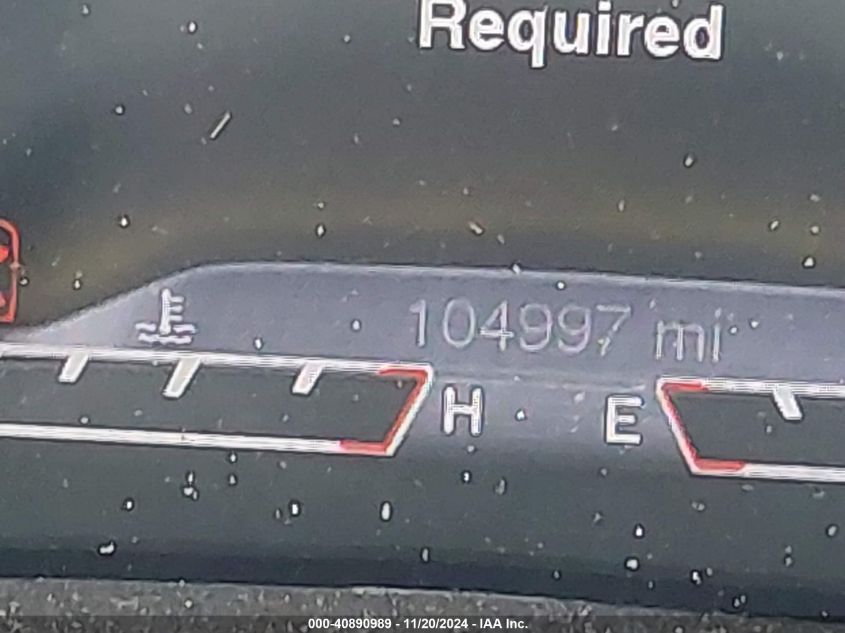 Required
104997 mi
H E
000-40890989 - 11/20/2024 - IAA Inc.